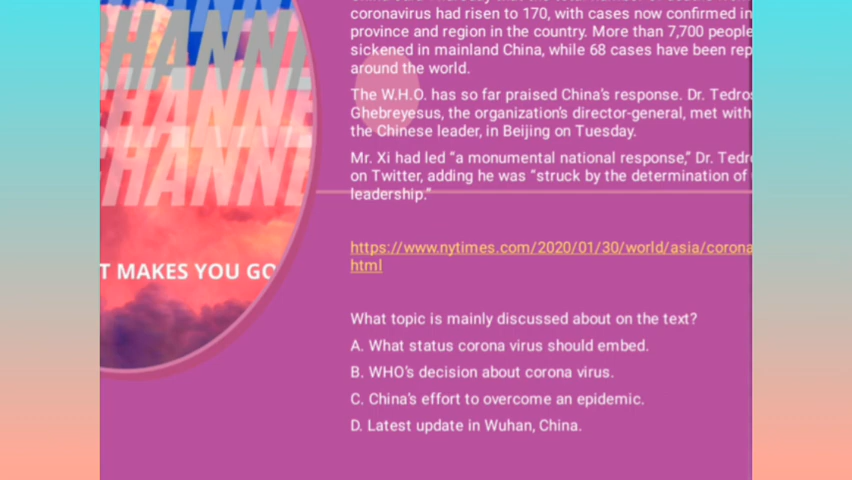 CHANNE
CHANNE
CHANNE
T MAKES YOU GO
coronavirus had risen to 170, with cases now confirmed in
province and region in the country. More than 7,700 people
sickened in mainland China, while 68 cases have been rep
around the world.
The W.H.O. has so far praised China's response. Dr. Tedros
Ghebreyesus, the organization's director-general, met with
the Chinese leader, in Beijing on Tuesday.
Mr. Xi had led “a monumental national response,” Dr. Tedr
on Twitter, adding he was “struck by the determination of
leadership.”
https://www.nytimes.com/2020/01/30/world/asia/corona
html
What topic is mainly discussed about on the text?
A. What status corona virus should embed.
B. WHO's decision about corona virus.
C. China's effort to overcome an epidemic.
D. Latest update in Wuhan, China.